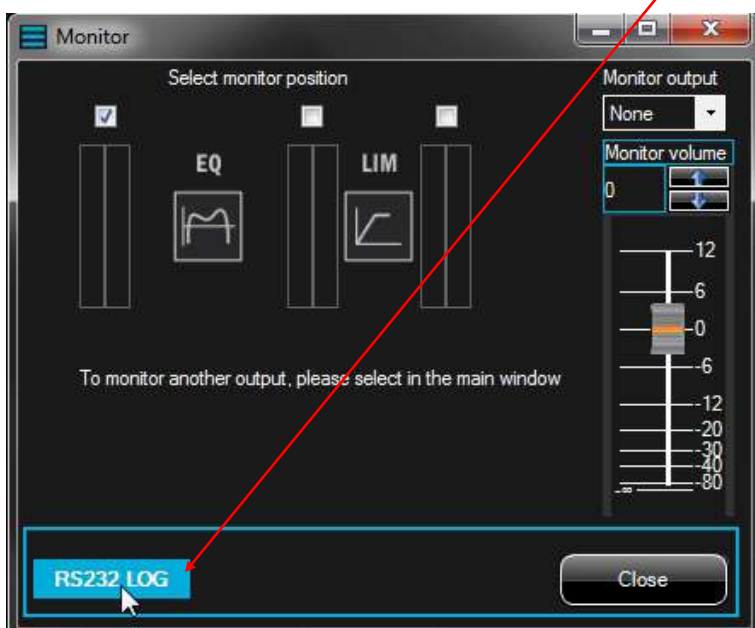 Monitor
Select monitor position
Monitor output
None
EQ
LIM
Monitor volume
0
12
6
0
-6
-12
-20
-30
-40
-80
-∞
To monitor another output, please select in the main window
RS232 LOG
Close